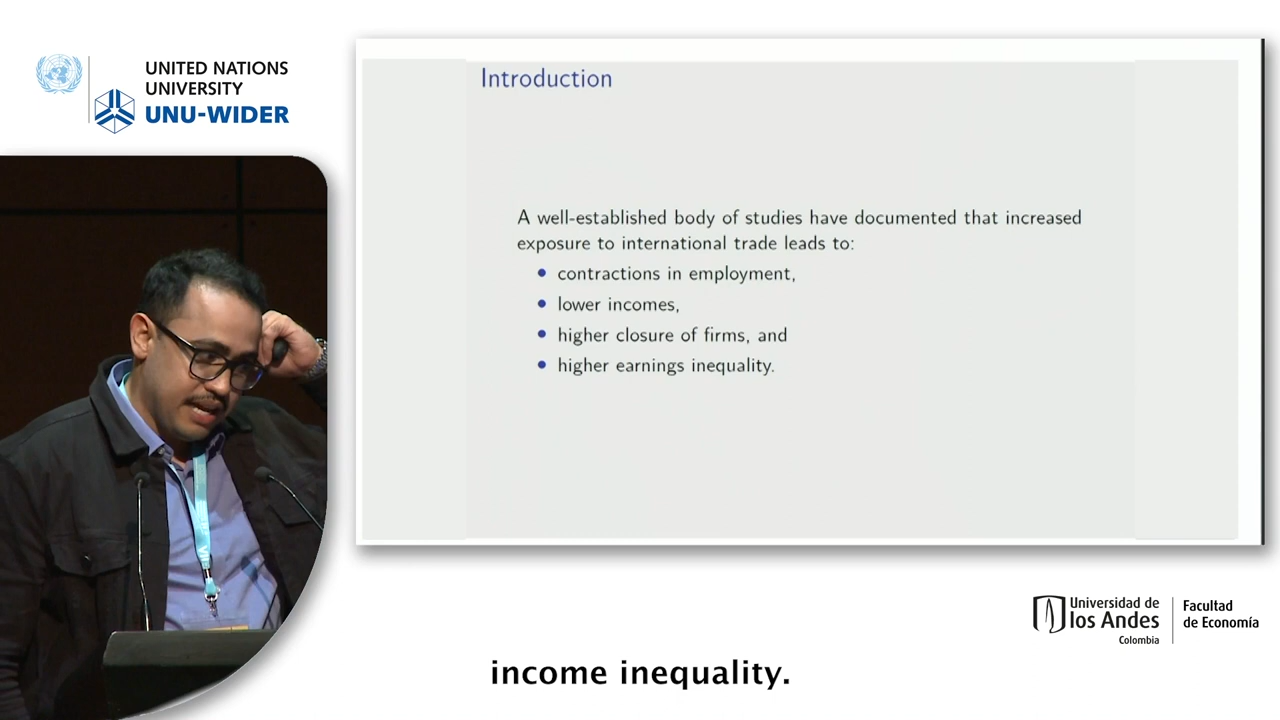 UNITED NATIONS
UNIVERSITY
UNU-WIDER
Introduction
A well-established body of studies have documented that increased
exposure to international trade leads to:
• contractions in employment,
• lower incomes,
• higher closure of firms, and
• higher earnings inequality.
Universidad de
los Andes
Colombia
Facultad
de Economía
income inequality.